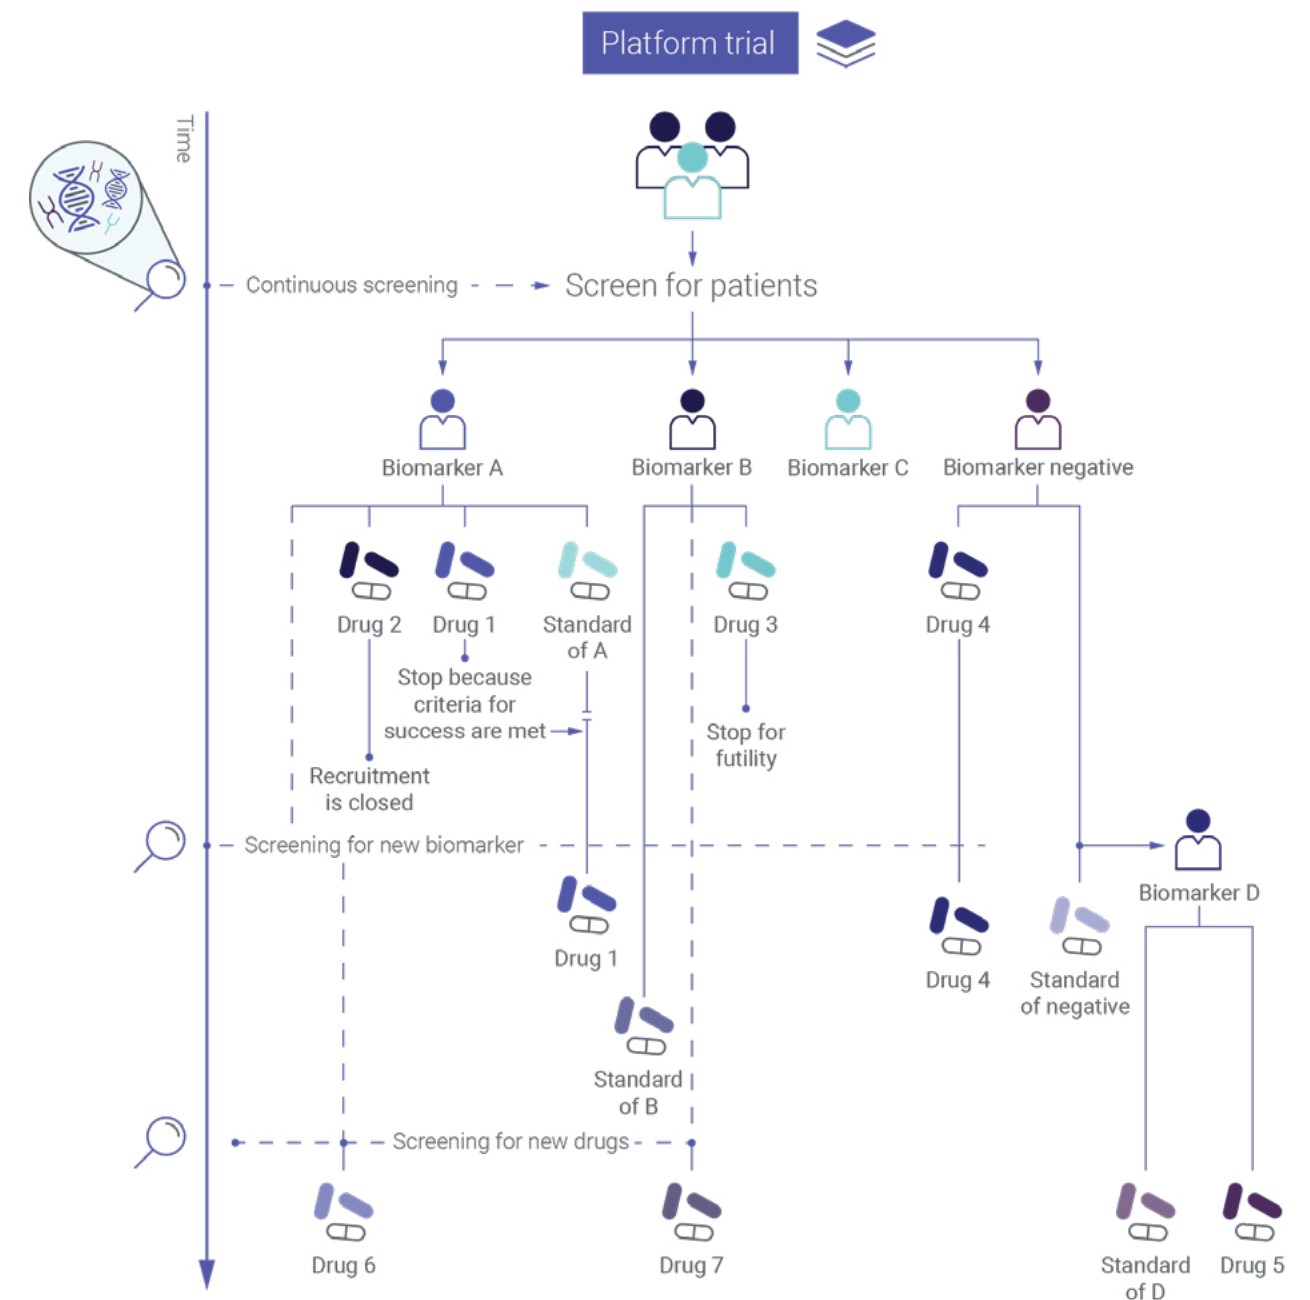 Platform trial
Time
Continuous screening
Screen for patients
Biomarker A
Biomarker B
Biomarker C
Biomarker negative
Drug 2
Drug 1
Standard
of A
Drug 3
Drug 4
Stop because
criteria for
success are met
Stop for
futility
Recruitment
is closed
Screening for new biomarker
Biomarker D
Drug 1
Drug 4
Standard
of negative
Standard
of B
Screening for new drugs
Drug 6
Drug 7
Standard
of D
Drug 5